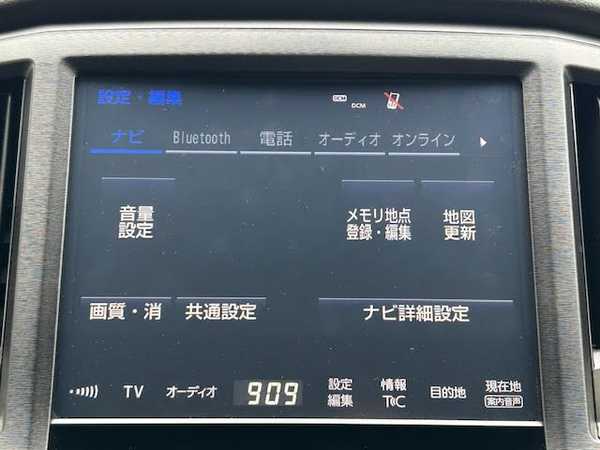 設定・編集
DCM
DCM
ナビ Bluetooth 電話 オーディオ オンライン
音量
設定
メモリ地点
登録・編集
地図
更新
画質・消 共通設定 ナビ詳細設定
TV オーディオ 909
設定
編集
情報
TC
目的地
現在地
案内音声